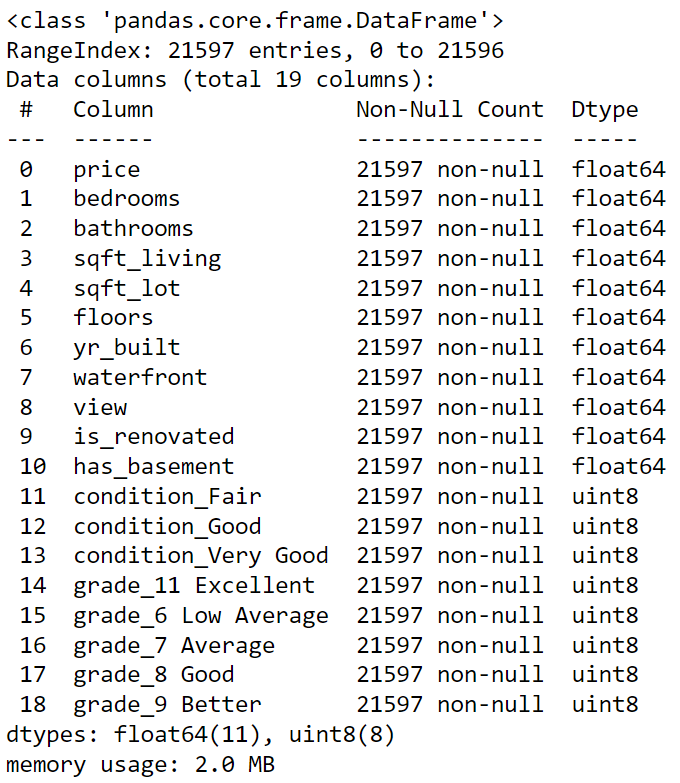 <class 'pandas.core.frame.DataFrame'>
RangeIndex: 21597 entries, 0 to 21596
Data columns (total 19 columns):
 #   Column                Non-Null Count  Dtype
---  ------                --------------  -----
 0   price                 21597 non-null  float64
 1   bedrooms              21597 non-null  float64
 2   bathrooms             21597 non-null  float64
 3   sqft_living           21597 non-null  float64
 4   sqft_lot              21597 non-null  float64
 5   floors                21597 non-null  float64
 6   yr_built              21597 non-null  float64
 7   waterfront            21597 non-null  float64
 8   view                  21597 non-null  float64
 9   is_renovated          21597 non-null  float64
 10  has_basement          21597 non-null  float64
 11  condition_Fair        21597 non-null  uint8
 12  condition_Good        21597 non-null  uint8
 13  condition_Very Good   21597 non-null  uint8
 14  grade_11 Excellent    21597 non-null  uint8
 15  grade_6 Low Average   21597 non-null  uint8
 16  grade_7 Average       21597 non-null  uint8
 17  grade_8 Good          21597 non-null  uint8
 18  grade_9 Better        21597 non-null  uint8
dtypes: float64(11), uint8(8)
memory usage: 2.0 MB